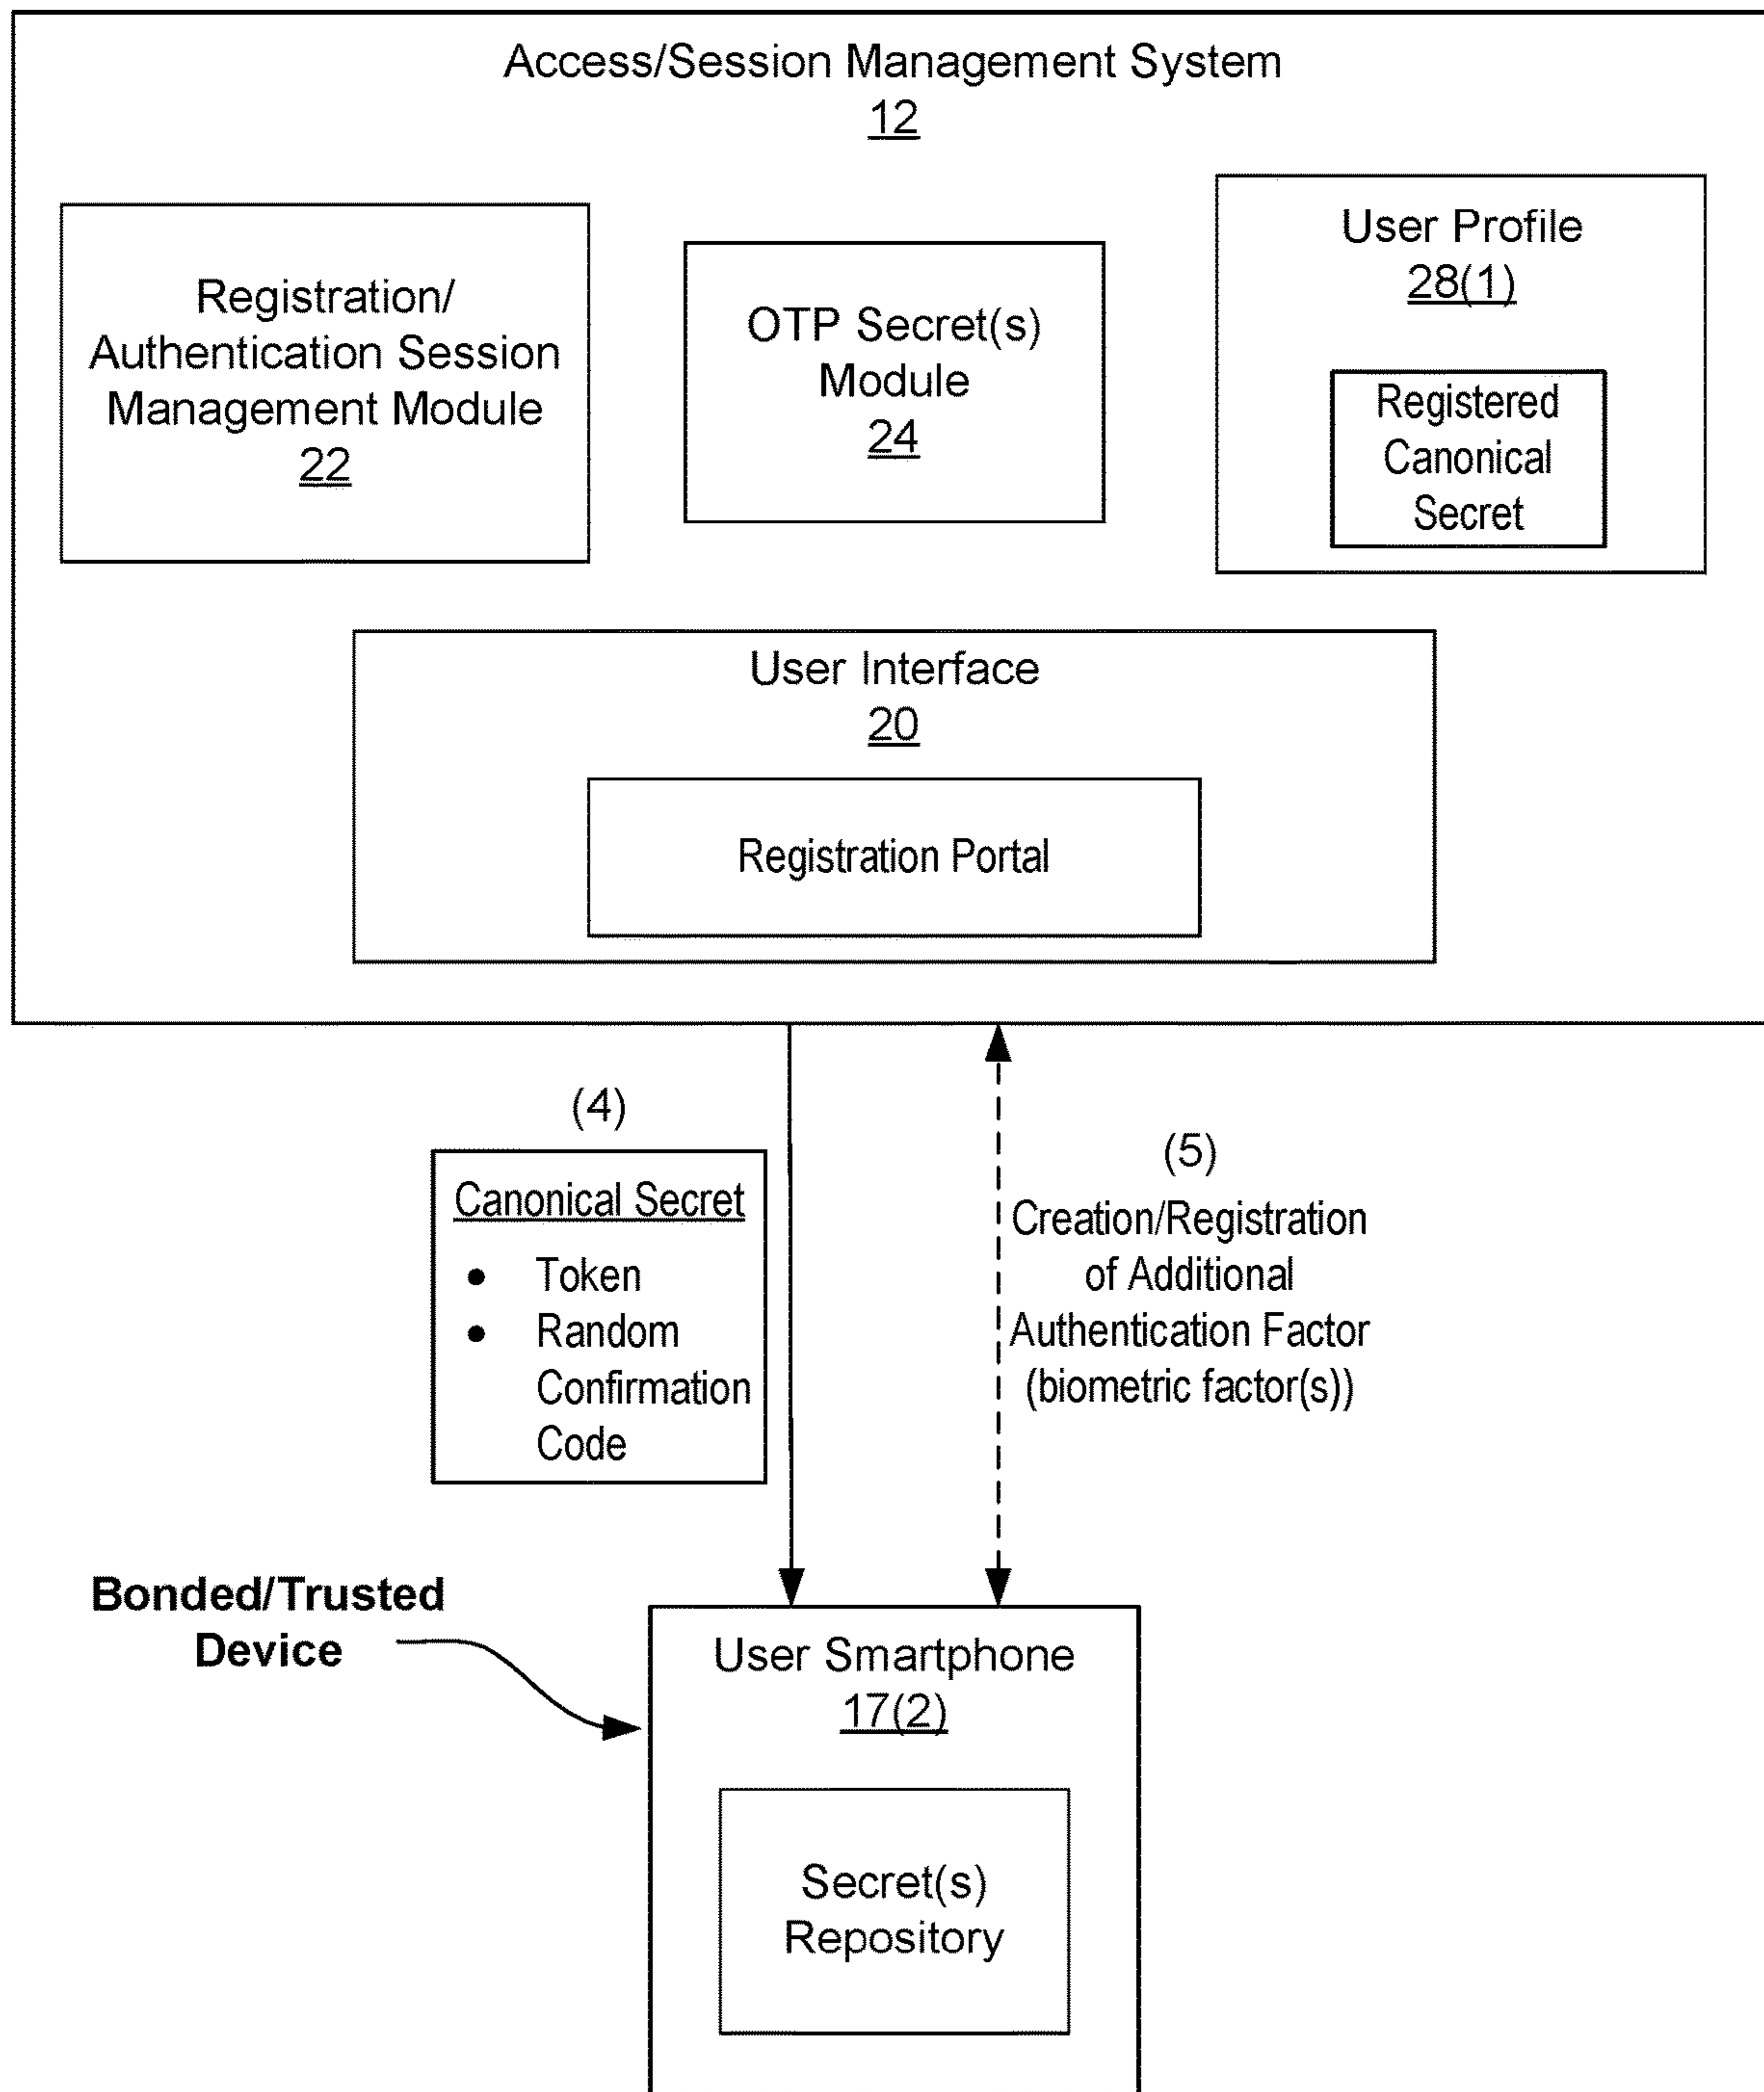 Access/Session Management System
12
Registration/
Authentication Session
Management Module
22
OTP Secret(s)
Module
24
User Profile
28(1)
Registered
Canonical
Secret
User Interface
20
Registration Portal
(4)
Canonical Secret
• Token
• Random
Confirmation
Code
(5)
Creation/Registration
of Additional
Authentication Factor
(biometric factor(s))
Bonded/Trusted
Device
User Smartphone
17(2)
Secret(s)
Repository